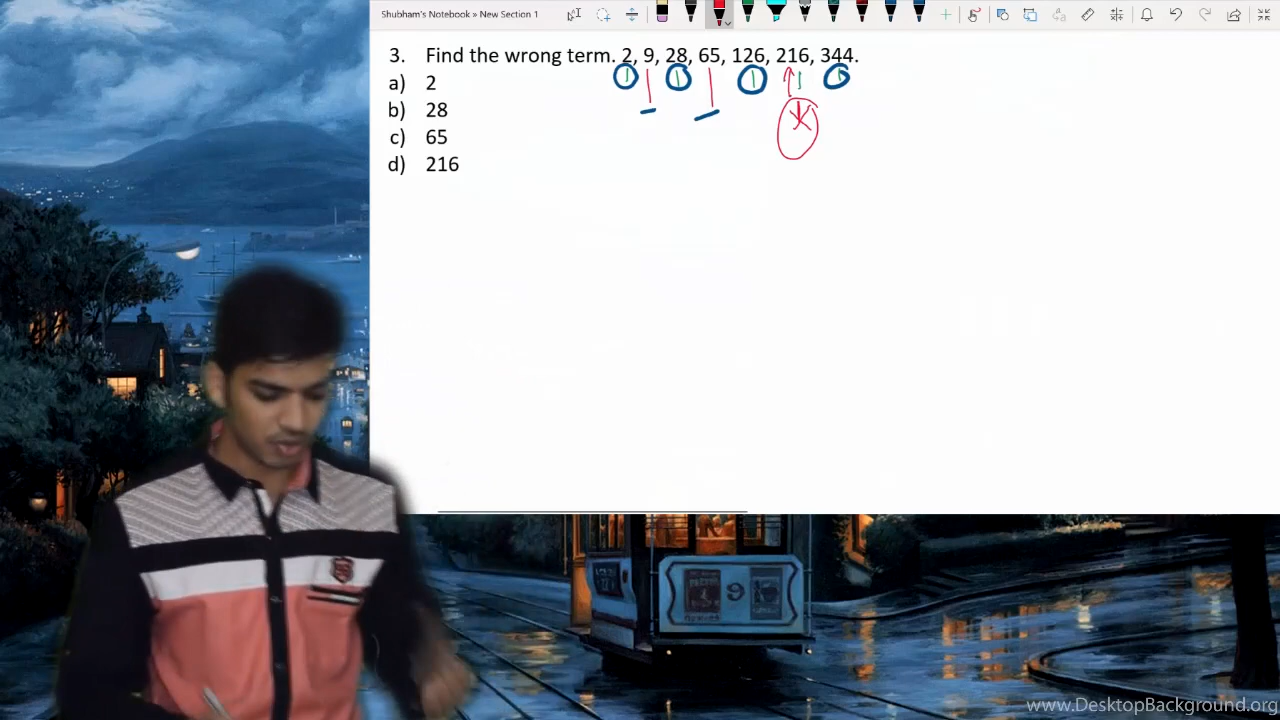 Shubham's Notebook » New Section 1
3. Find the wrong term. 2, 9, 28, 65, 126, 216, 344.
a) 2
b) 28
c) 65
d) 216
9
www.DesktopBackground.org